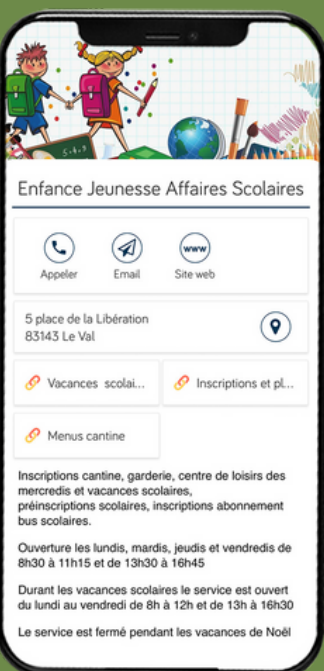 5+4=9
Enfance Jeunesse Affaires Scolaires
www
Appeler Email Site web
5 place de la Libération
83143 Le Val
Vacances scolai... Inscriptions et pl...
Menus cantine
Inscriptions cantine, garderie, centre de loisirs des
mercredis et vacances scolaires,
préinscriptions scolaires, inscriptions abonnement
bus scolaires.
Ouverture les lundis, mardis, jeudis et vendredis de
8h30 à 11h15 et de 13h30 à 16h45
Durant les vacances scolaires le service est ouvert
du lundi au vendredi de 8h à 12h et de 13h à 16h30
Le service est fermé pendant les vacances de Noël